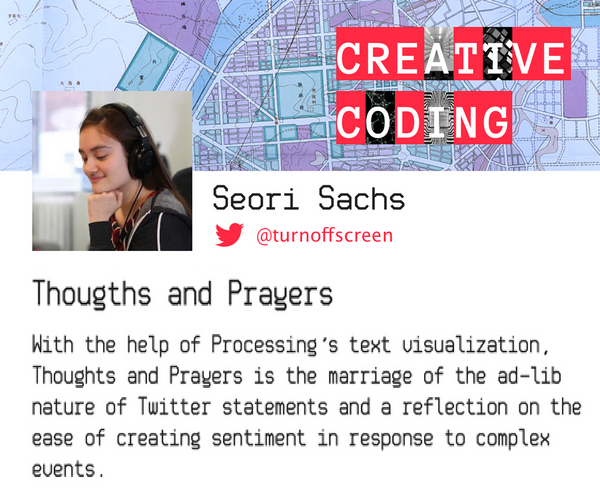 CREATIVE
CODING
Seori Sachs
@turnoffscreen
Thougths and Prayers
With the help of Processing's text visualization,
Thoughts and Prayers is the marriage of the ad-lib
nature of Twitter statements and a reflection on the
ease of creating sentiment in response to complex
events.